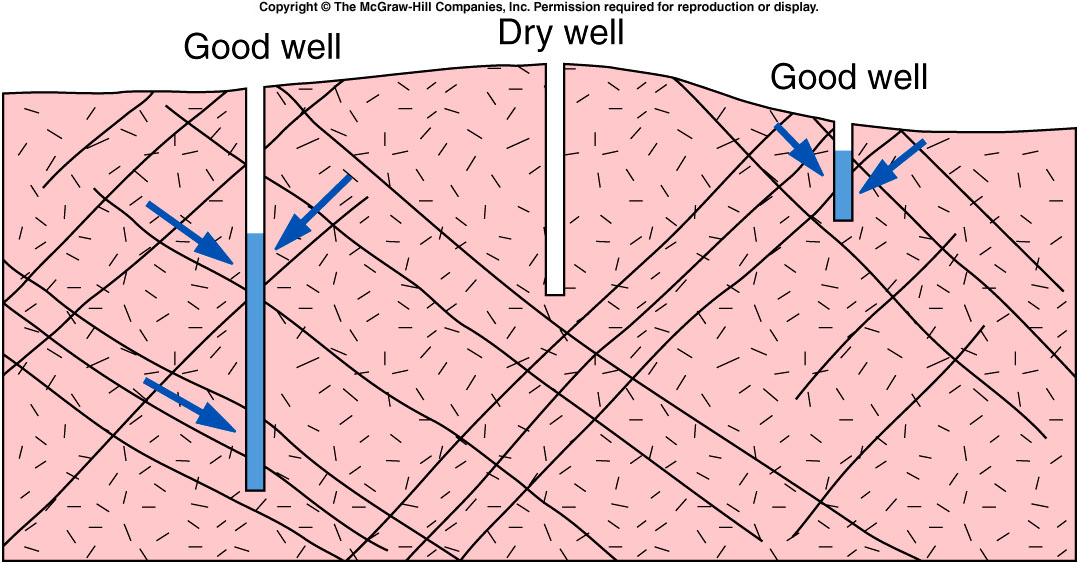 Copyright © The McGraw-Hill Companies, Inc. Permission required for reproduction or display.
Good well
Dry well
Good well